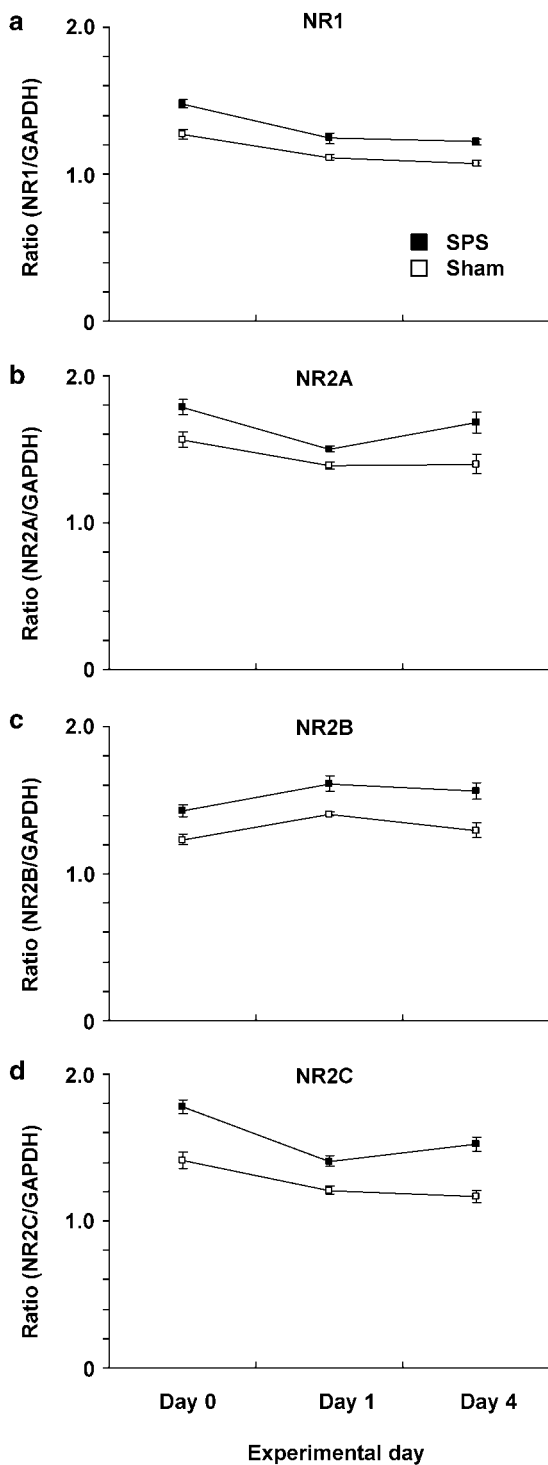 a
NR1
2.0
1.0
0
Ratio (NR1/GAPDH)
SPS
Sham
b
NR2A
2.0
1.0
0
Ratio (NR2A/GAPDH)
c
NR2B
2.0
1.0
0
Ratio (NR2B/GAPDH)
d
NR2C
2.0
1.0
0
Ratio (NR2C/GAPDH)
Day 0 Day 1 Day 4
Experimental day